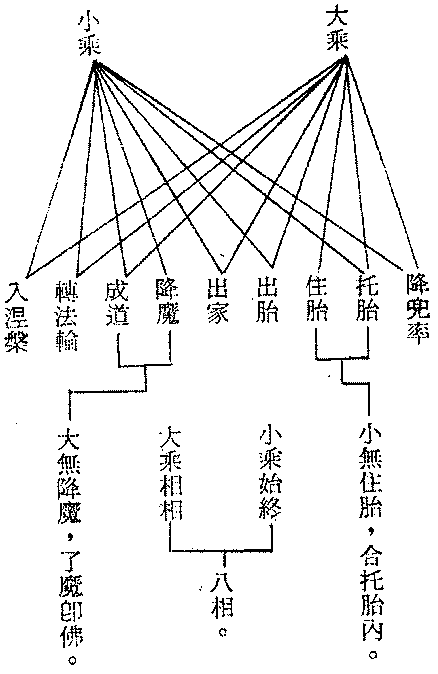 大乘
小乘
降兜率
托胎
住胎
出胎
出家
降魔
成道
轉法輪
入涅槃
小無住胎，合托胎內。
小乘始終
大乘相相
八相。
大無降魔，了魔卽佛。